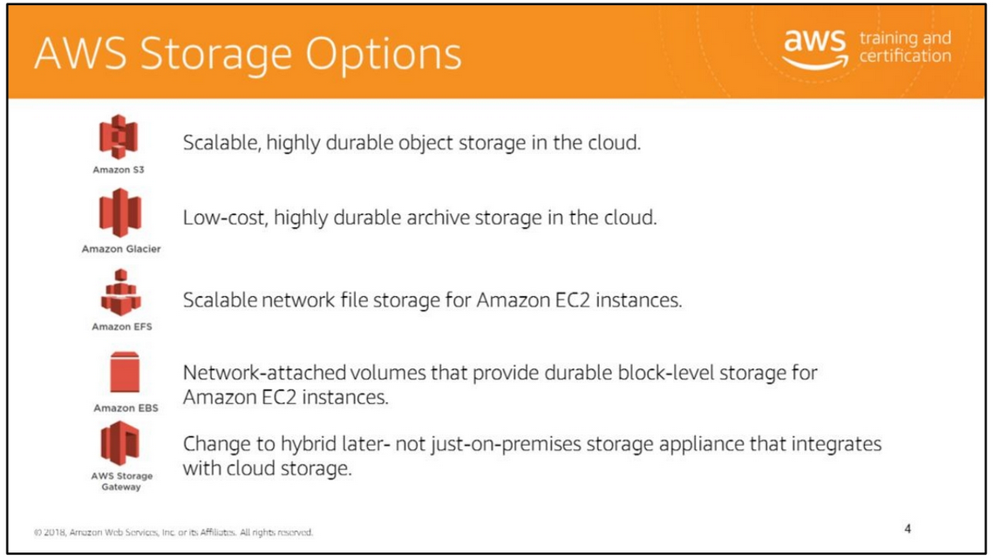 AWS Storage Options
aws training and
certification
Amazon S3
Scalable, highly durable object storage in the cloud.
Amazon Glacier
Low-cost, highly durable archive storage in the cloud.
Amazon EFS
Scalable network file storage for Amazon EC2 instances.
Amazon EBS
Network-attached volumes that provide durable block-level storage for
Amazon EC2 instances.
AWS Storage
Gateway
Change to hybrid later- not just-on-premises storage appliance that integrates
with cloud storage.
© 2018, Amazon Web Services, Inc. or its Affiliates. All rights reserved.
4